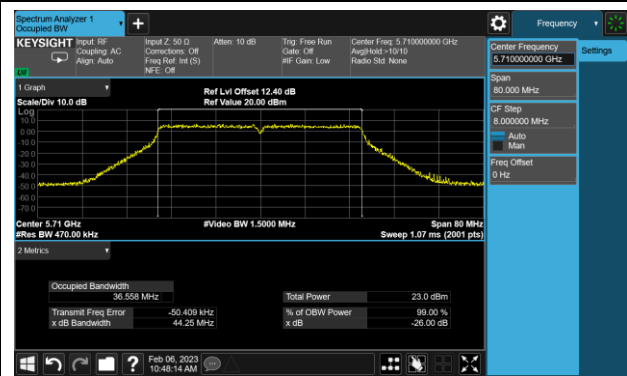 Spectrum Analyzer 1
Occupied BW
Frequency
KEYSIGHT
Input: RF
Coupling: AC
Align: Auto
Input Z: 50 Ω
Corrections: Off
Freq Ref: Int (S)
NFE: Off
Atten: 10 dB
Trig: Free Run
Gate: Off
#IF Gain: Low
Center Freq: 5.710000000 GHz
Avg|Hold:>10/10
Radio Std: None
Center Frequency
5.710000000 GHz
Settings
Span
80.000 MHz
CF Step
8.000000 MHz
Auto
Man
Freq Offset
0 Hz
1 Graph
Scale/Div 10.0 dB
Ref Lvl Offset 12.40 dB
Ref Value 20.00 dBm
Log
10.0
0.00
-10.0
-20.0
-30.0
-40.0
-50.0
-60.0
-70.0
Center 5.71 GHz
#Video BW 1.5000 MHz
Span 80 MHz
#Res BW 470.00 kHz
Sweep 1.07 ms (2001 pts)
2 Metrics
Occupied Bandwidth
36.558 MHz
Total Power
23.0 dBm
Transmit Freq Error
-50.409 kHz
% of OBW Power
99.00 %
x dB Bandwidth
44.25 MHz
x dB
-26.00 dB
Feb 06, 2023
10:48:14 AM